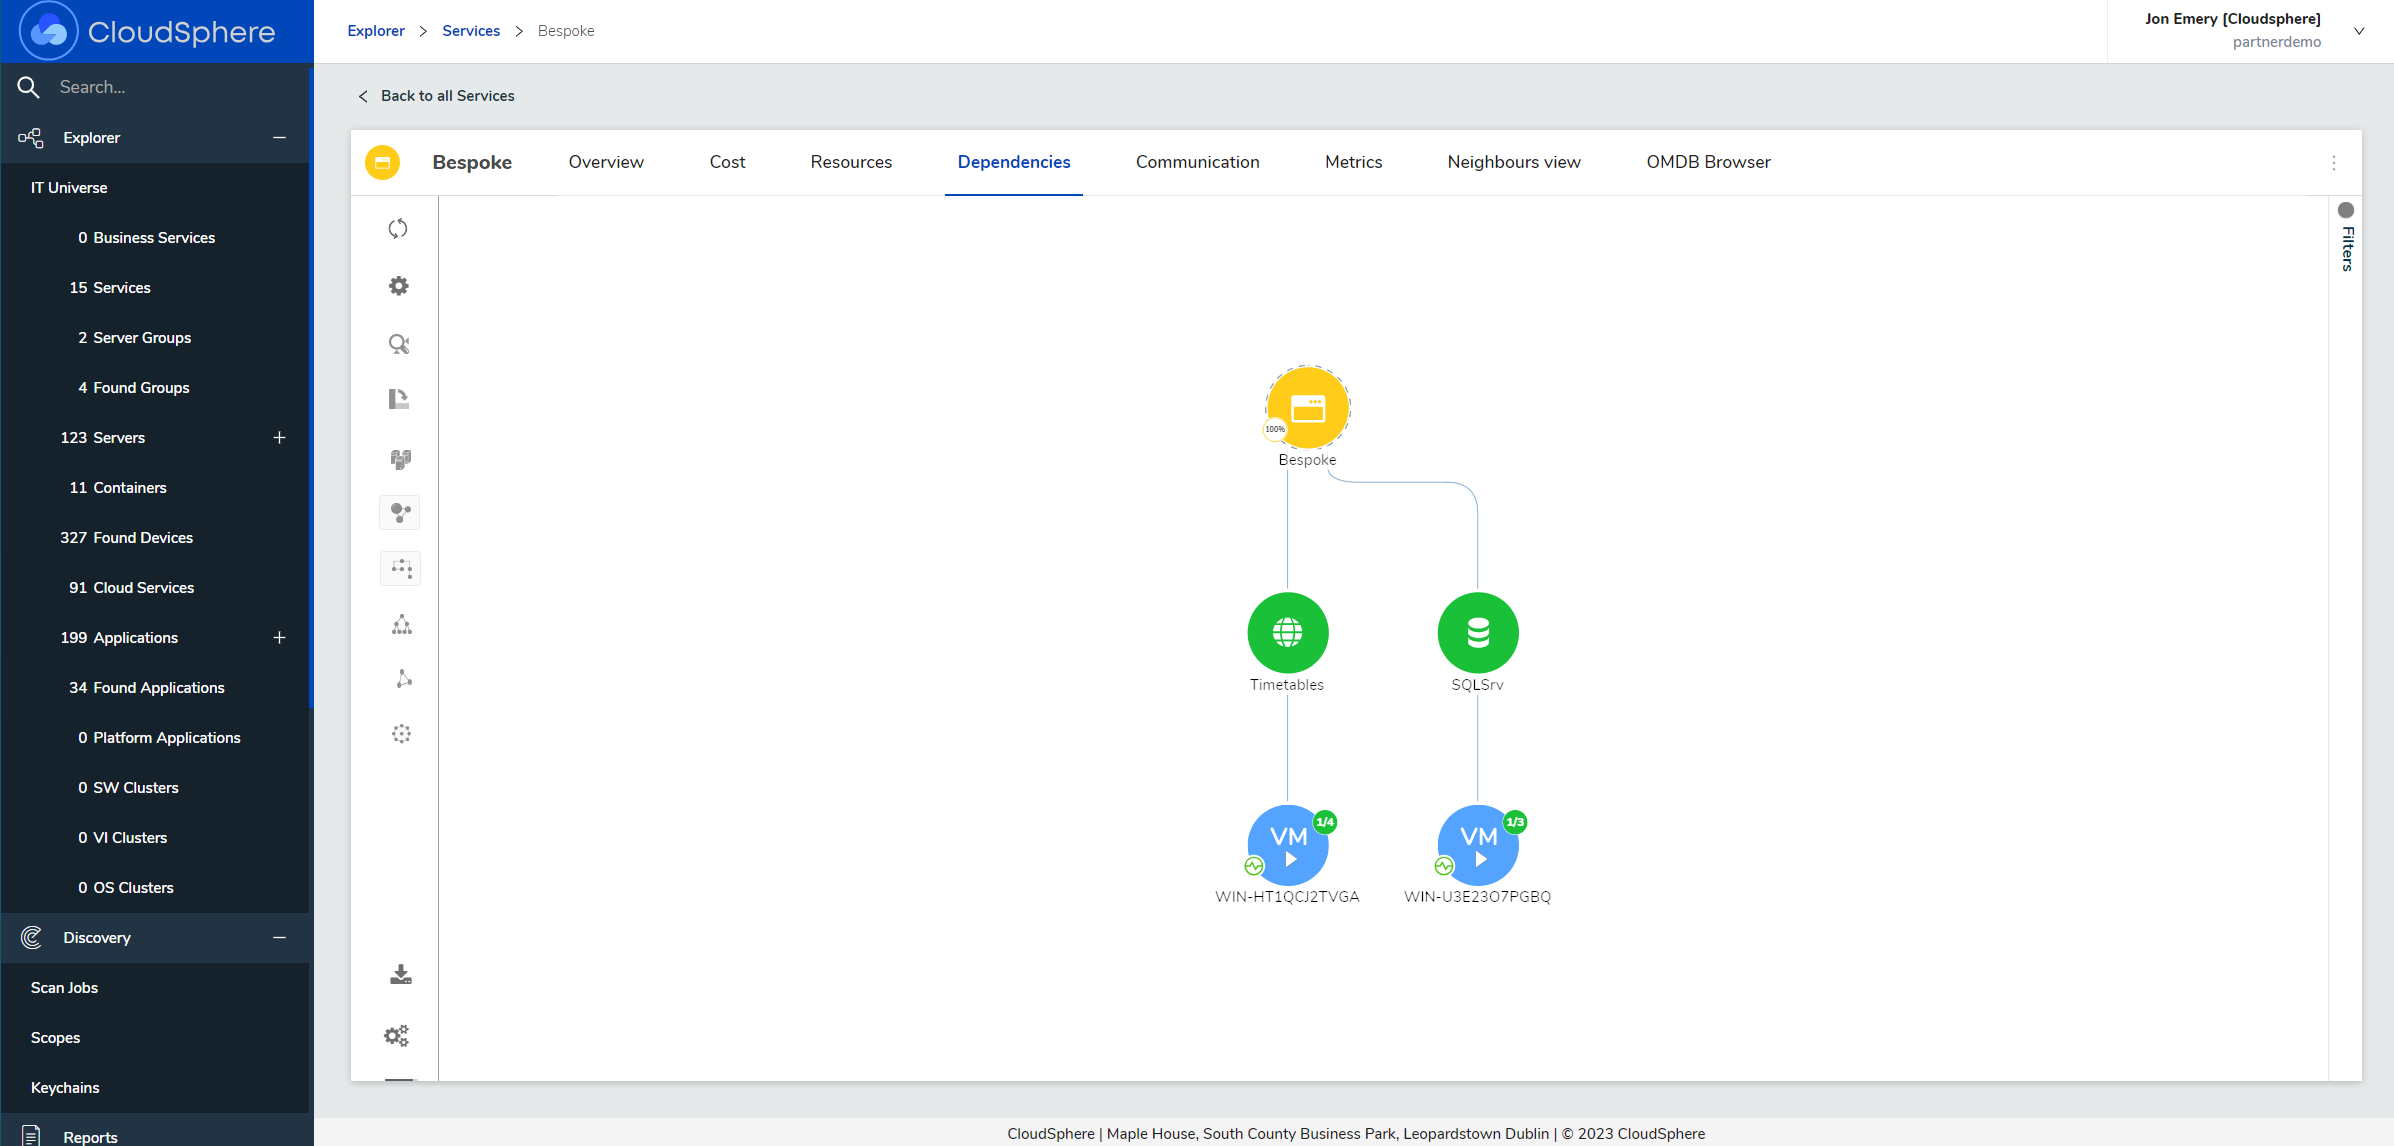 CloudSphere
Explorer > Services > Bespoke
Jon Emery [Cloudsphere]
partnerdemo
Search...
Explorer
IT Universe
0 Business Services
15 Services
2 Server Groups
4 Found Groups
123 Servers
11 Containers
327 Found Devices
91 Cloud Services
199 Applications
34 Found Applications
0 Platform Applications
0 SW Clusters
0 VI Clusters
0 OS Clusters
Discovery
Scan Jobs
Scopes
Keychains
Reports
Back to all Services
Bespoke Overview Cost Resources Dependencies Communication Metrics Neighbours view OMDB Browser
Filters
100%
Bespoke
Timetables
SQLSrv
VM
1/4
WIN-HT1QCJ2TVGA
VM
1/3
WIN-U3E23O7PGBQ
CloudSphere | Maple House, South County Business Park, Leopardstown Dublin | © 2023 CloudSphere